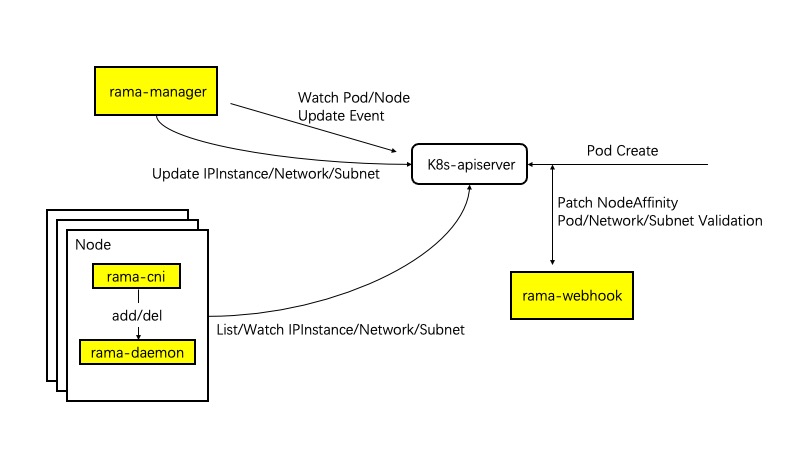 rama-manager
Watch Pod/Node
Update Event
Update IPInstance/Network/Subnet
K8s-apiserver
Pod Create
Patch NodeAffinity
Pod/Network/Subnet Validation
rama-webhook
Node
rama-cni
add/del
rama-daemon
List/Watch IPInstance/Network/Subnet